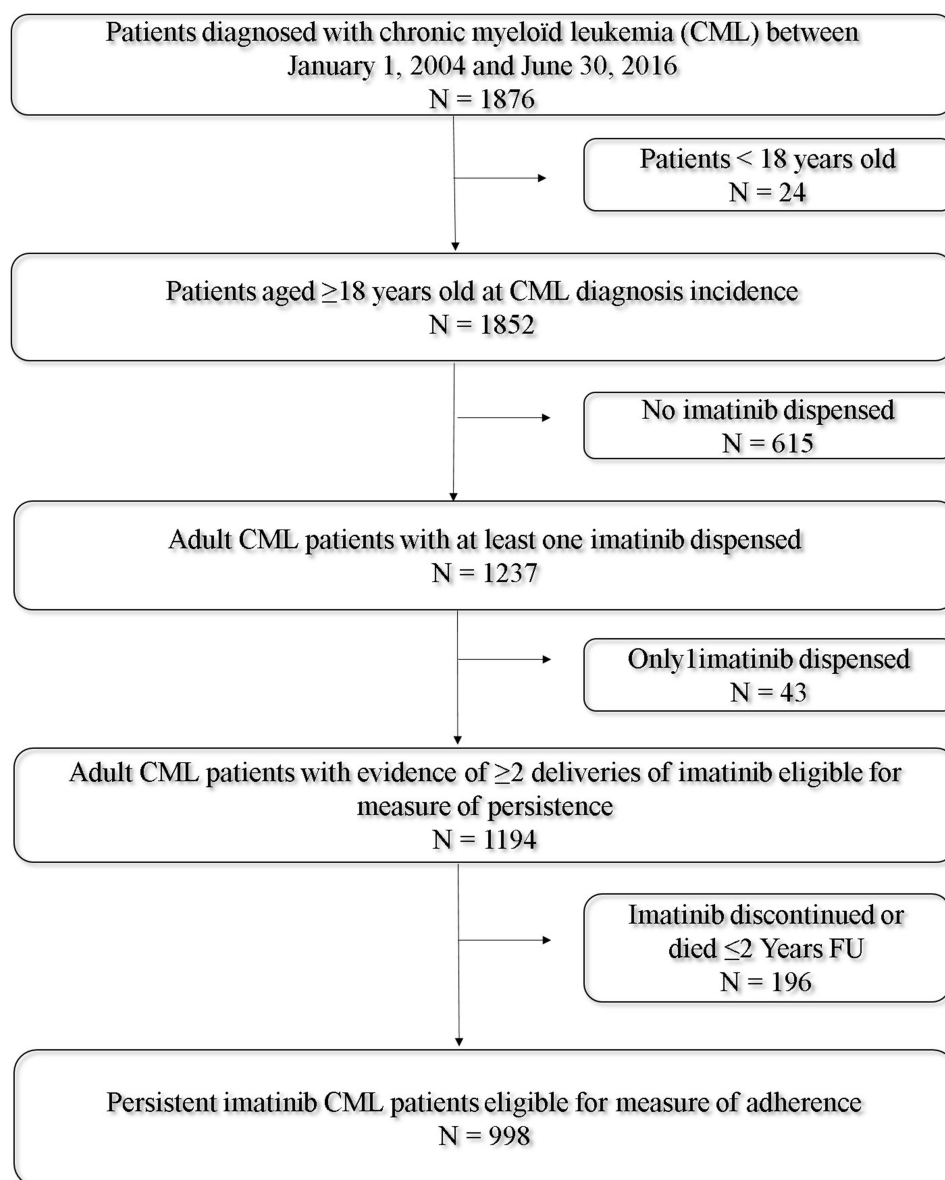 Patients diagnosed with chronic myeloïd leukemia (CML) between
January 1, 2004 and June 30, 2016
N = 1876
Patients < 18 years old
N = 24
Patients aged ≥18 years old at CML diagnosis incidence
N = 1852
No imatinib dispensed
N = 615
Adult CML patients with at least one imatinib dispensed
N = 1237
Only1imatinib dispensed
N = 43
Adult CML patients with evidence of ≥2 deliveries of imatinib eligible for
measure of persistence
N = 1194
Imatinib discontinued or
died ≤2 Years FU
N = 196
Persistent imatinib CML patients eligible for measure of adherence
N = 998